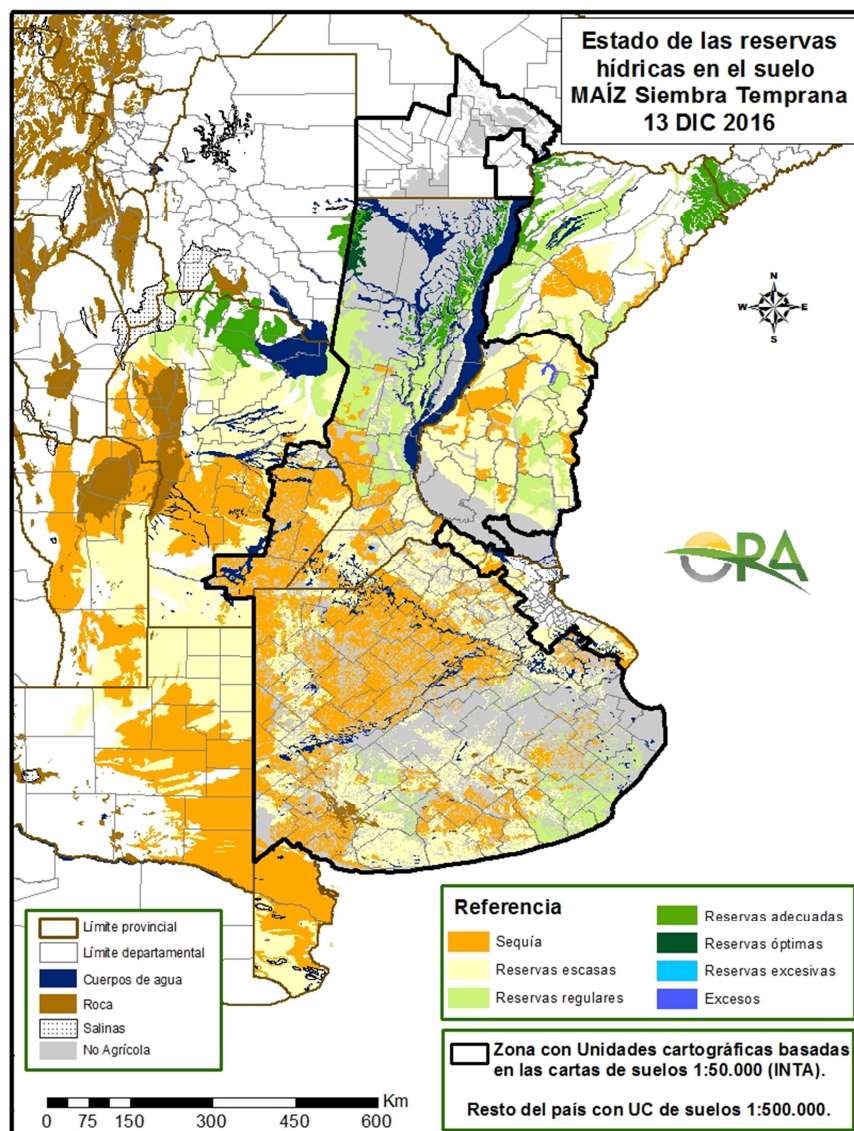 Estado de las reservas
hídricas en el suelo
MAÍZ Siembra Temprana
13 DIC 2016
N
W E
S
OPA
Límite provincial
Límite departamental
Cuerpos de agua
Roca
Salinas
No Agrícola
Referencia
Sequía
Reservas escasas
Reservas regulares
Reservas adecuadas
Reservas óptimas
Reservas excesivas
Excesos
Zona con Unidades cartográficas basadas
en las cartas de suelos 1:50.000 (INTA).
Resto del país con UC de suelos 1:500.000.
Km
0 75 150 300 450 600